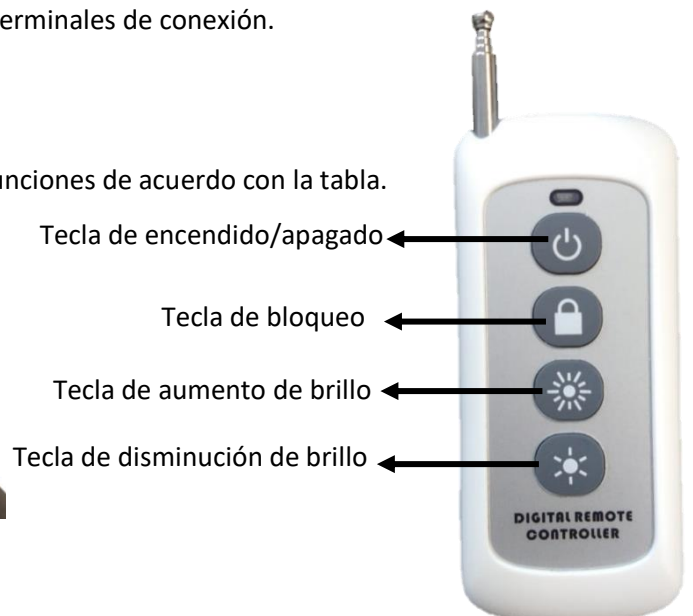 erminales de conexión.
unciones de acuerdo con la tabla.
Tecla de encendido/apagado
Tecla de bloqueo
Tecla de aumento de brillo
Tecla de disminución de brillo
DIGITAL REMOTE
CONTROLLER